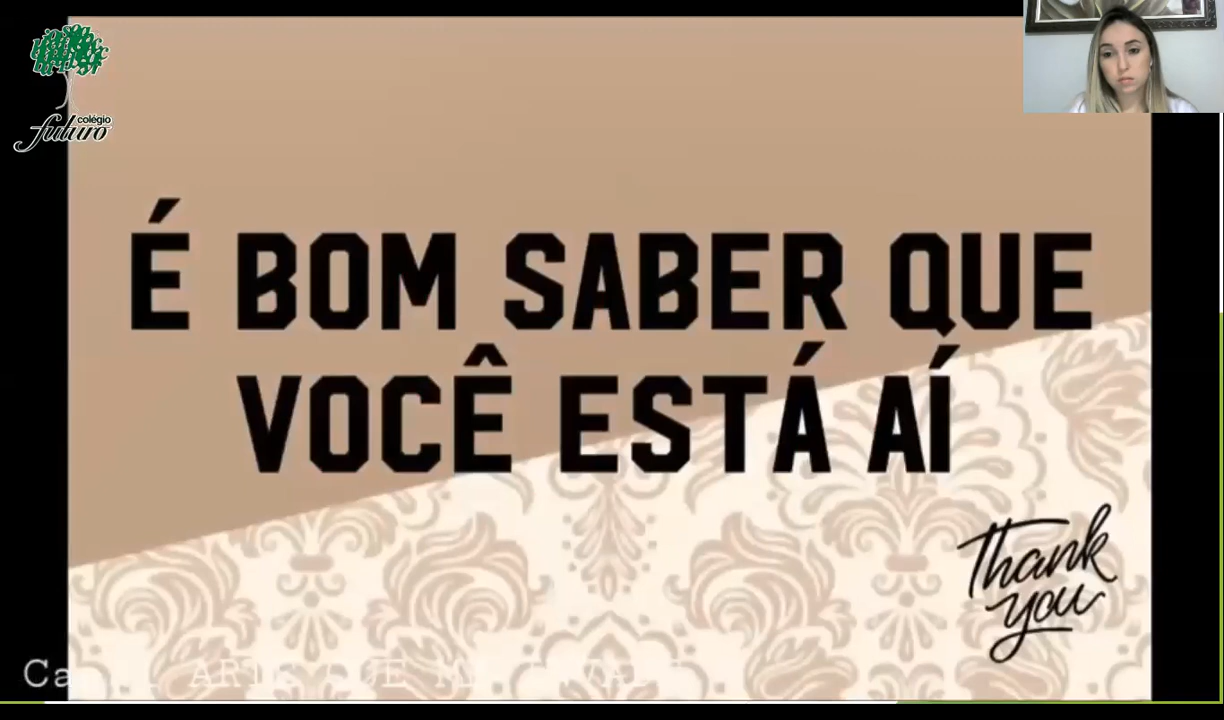 colégio
futuro
É BOM SABER QUE
VOCÊ ESTÁ AÍ
Thank
you